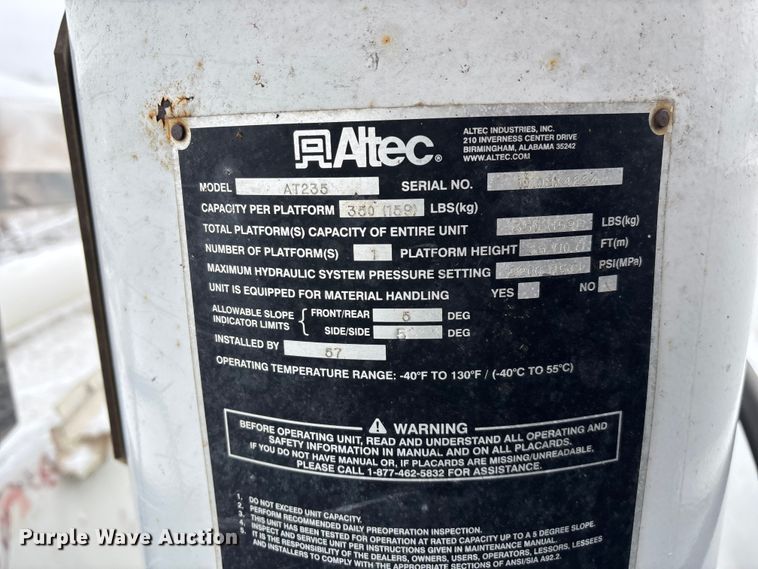 Altec®
ALTEC INDUSTRIES, INC.
210 INVERNESS CENTER DRIVE
BIRMINGHAM, ALABAMA 35242
WWW.ALTEC.COM
MODEL AT235 SERIAL NO.
CAPACITY PER PLATFORM 350 (159) LBS(kg)
TOTAL PLATFORM(S) CAPACITY OF ENTIRE UNIT LBS(kg)
NUMBER OF PLATFORM(S) 1 PLATFORM HEIGHT FT(m)
MAXIMUM HYDRAULIC SYSTEM PRESSURE SETTING PSI(MPa)
UNIT IS EQUIPPED FOR MATERIAL HANDLING YES NO
ALLOWABLE SLOPE INDICATOR LIMITS { FRONT/REAR 5 DEG
SIDE/SIDE 5 DEG
INSTALLED BY 57
OPERATING TEMPERATURE RANGE: -40°F TO 130°F / (-40°C TO 55°C)
WARNING
BEFORE OPERATING UNIT, READ AND UNDERSTAND ALL OPERATING AND
SAFETY INFORMATION IN MANUAL AND ON ALL PLACARDS.
IF YOU DO NOT HAVE MANUAL OR, IF PLACARDS ARE MISSING/UNREADABLE,
PLEASE CALL 1-877-462-5832 FOR ASSISTANCE.
1. DO NOT EXCEED UNIT CAPACITY.
2. PERFORM RECOMMENDED DAILY PREOPERATION INSPECTION.
3. THIS UNIT HAS BEEN TESTED FOR OPERATION AT RATED CAPACITY UP TO A 5 DEGREE SLOPE.
4. INSPECT AND SERVICE UNIT PER INSTRUCTIONS GIVEN IN MAINTENANCE MANUAL.
5. IT IS THE RESPONSIBILITY OF THE DEALERS, OWNERS, USERS, OPERATORS, LESSORS, LESSEES
AND INSTALLERS TO COMPLY WITH THE APPROPRIATE SECTIONS OF ANSI/SIA A92.2.
Purple Wave Auction